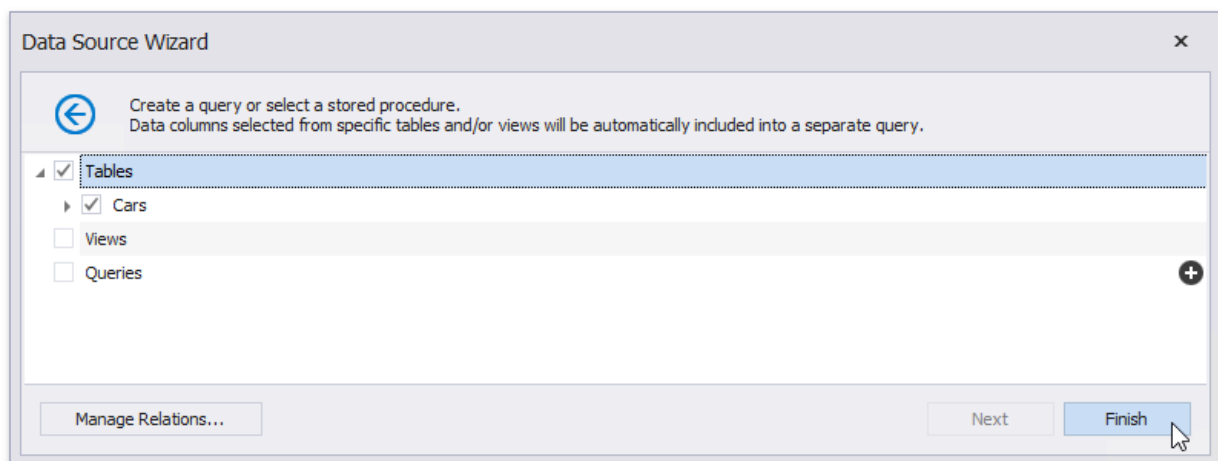 Data Source Wizard
Create a query or select a stored procedure.
Data columns selected from specific tables and/or views will be automatically included into a separate query.
Tables
Cars
Views
Queries
Manage Relations...
Next
Finish